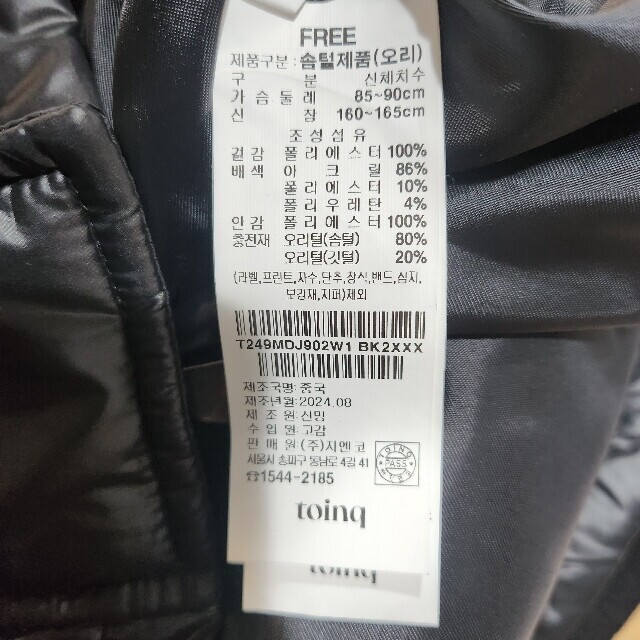 FREE
제품구분: 솜털제품(오리)
구 분 신체치수
가슴둘레 85~90cm
신 장 160~165cm
조성섬유
겉감 폴리에스터 100%
배색 아크릴 86%
폴리에스터 10%
폴리우레탄 4%
안감 폴리에스터 100%
충전재 오리털(솜털) 80%
오리털(깃털) 20%
(라벨,프린트,자수,단추,장식,밴드,심지,
보강재,지퍼)제외
T249MDJ902W1 BK2XXX
제조국명:중국
제조년월:2024.08
제 조 원:신밍
수 입 원:고감
판 매 원(주)시엔코
서울시 송파구 동남로 4길 41
☎1544-2185
TOINQ
PASS
toinq
toinq